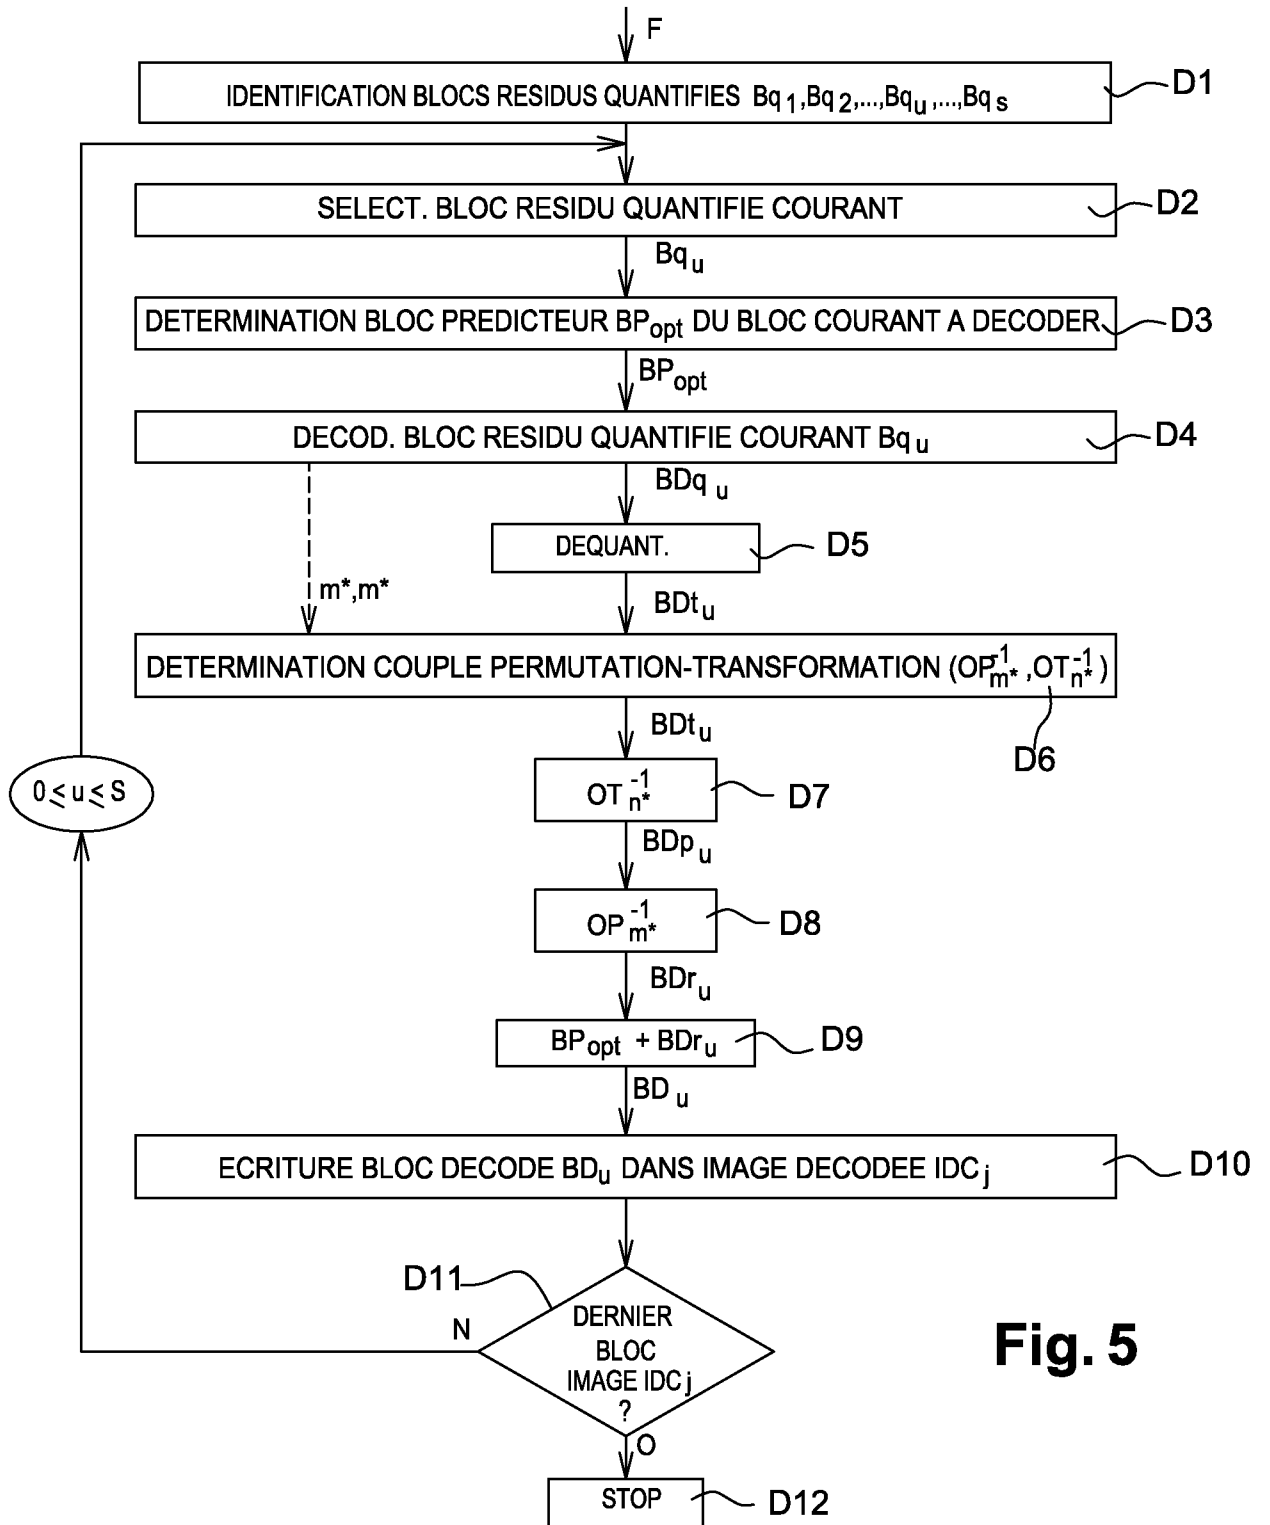 F
IDENTIFICATION BLOCS RESIDUS QUANTIFIES Bq1,Bq2,...,Bqu,...,Bqs
D1
SELECT. BLOC RESIDU QUANTIFIE COURANT
D2
Bqu
DETERMINATION BLOC PREDICTEUR BPopt DU BLOC COURANT A DECODER
D3
BPopt
DECOD. BLOC RESIDU QUANTIFIE COURANT Bqu
D4
BDqu
DEQUANT.
D5
m*,m*
BDtu
DETERMINATION COUPLE PERMUTATION-TRANSFORMATION (OP-1m*,OT-1n*)
D6
BDtu
0≤u≤S
OT-1n*
D7
BDpu
OP-1m*
D8
BDru
BPopt + BDru
D9
BDu
ECRITURE BLOC DECODE BDu DANS IMAGE DECODEE IDCj
D10
D11
N
DERNIER
BLOC
IMAGE IDCj
?
O
STOP
D12
Fig. 5